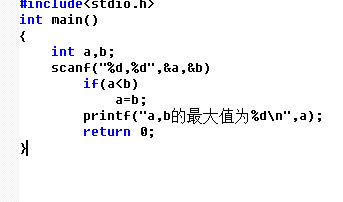 #include<stdio.h>
int main()
{
int a,b;
scanf("%d,%d",&a,&b)
if(a<b)
a=b;
printf("a,b的最大值为%d\n",a);
return 0;
}